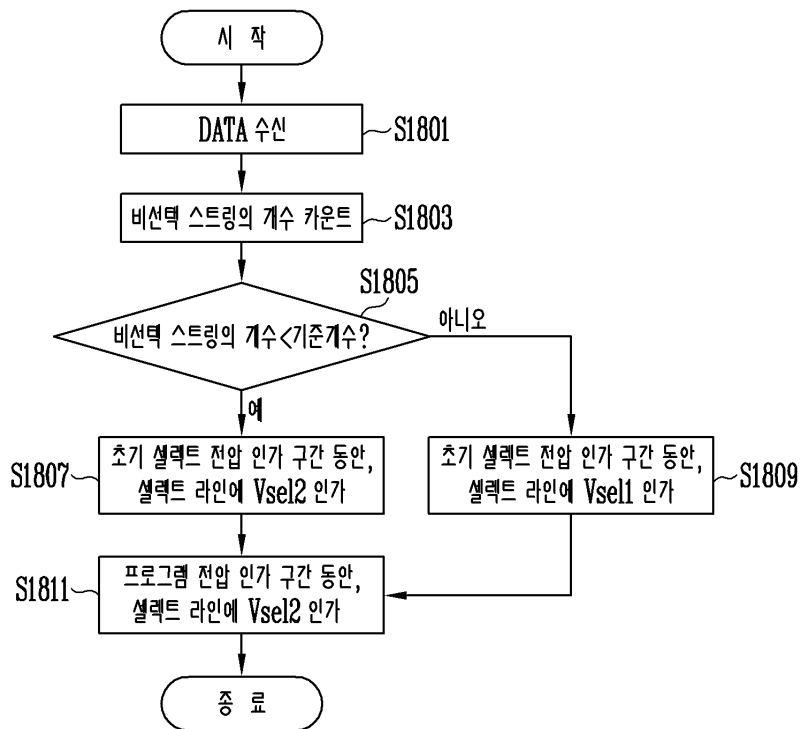 시 작
DATA 수신
S1801
비선택 스트링의 개수 카운트
S1803
S1805
비선택 스트링의 개수<기준개수?
아니오
예
초기 셀렉트 전압 인가 구간 동안,
셀렉트 라인에 Vsel2 인가
S1807
초기 셀렉트 전압 인가 구간 동안,
셀렉트 라인에 Vsel1 인가
S1809
프로그램 전압 인가 구간 동안,
셀렉트 라인에 Vsel2 인가
S1811
종 료